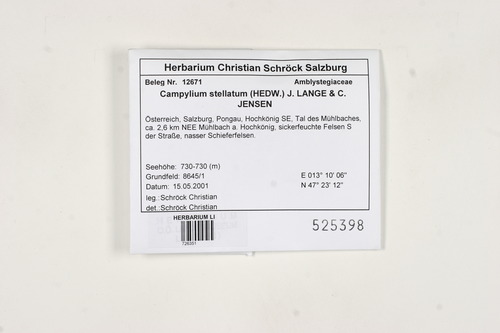 Herbarium Christian Schröck Salzburg
Beleg Nr. 12671 Amblystegiaceae
Campylium stellatum (HEDW.) J. LANGE & C.
JENSEN
Österreich, Salzburg, Pongau, Hochkönig SE, Tal des Mühlbaches,
ca. 2,6 km NEE Mühlbach a. Hochkönig, sickerfeuchte Felsen S
der Straße, nasser Schieferfelsen.
Seehöhe: 730-730 (m)
Grundfeld: 8645/1 E 013° 10' 06"
Datum: 15.05.2001 N 47° 23' 12"
leg. Schröck Christian
det. Schröck Christian
HERBARIUM LI
726351
525398